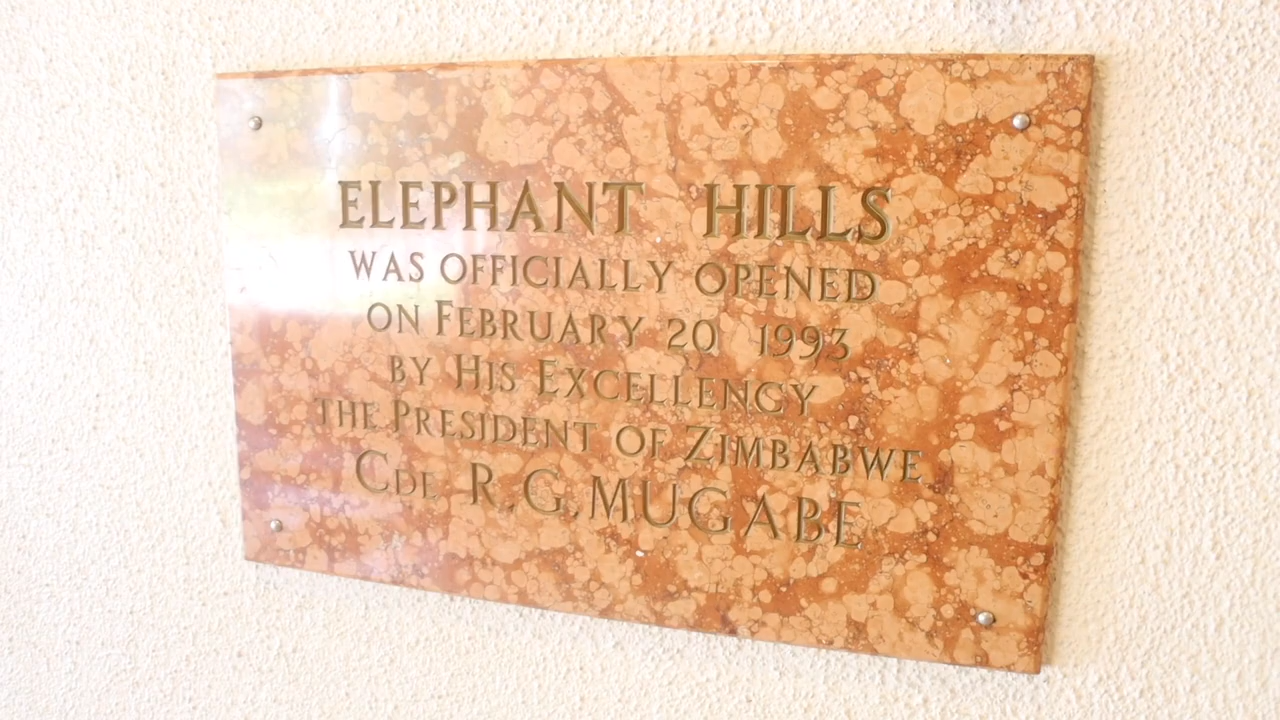 ELEPHANT HILLS
WAS OFFICIALLY OPENED
ON FEBRUARY 20 1993
BY HIS EXCELLENCY
THE PRESIDENT OF ZIMBABWE
CDE R.G.MUGABE